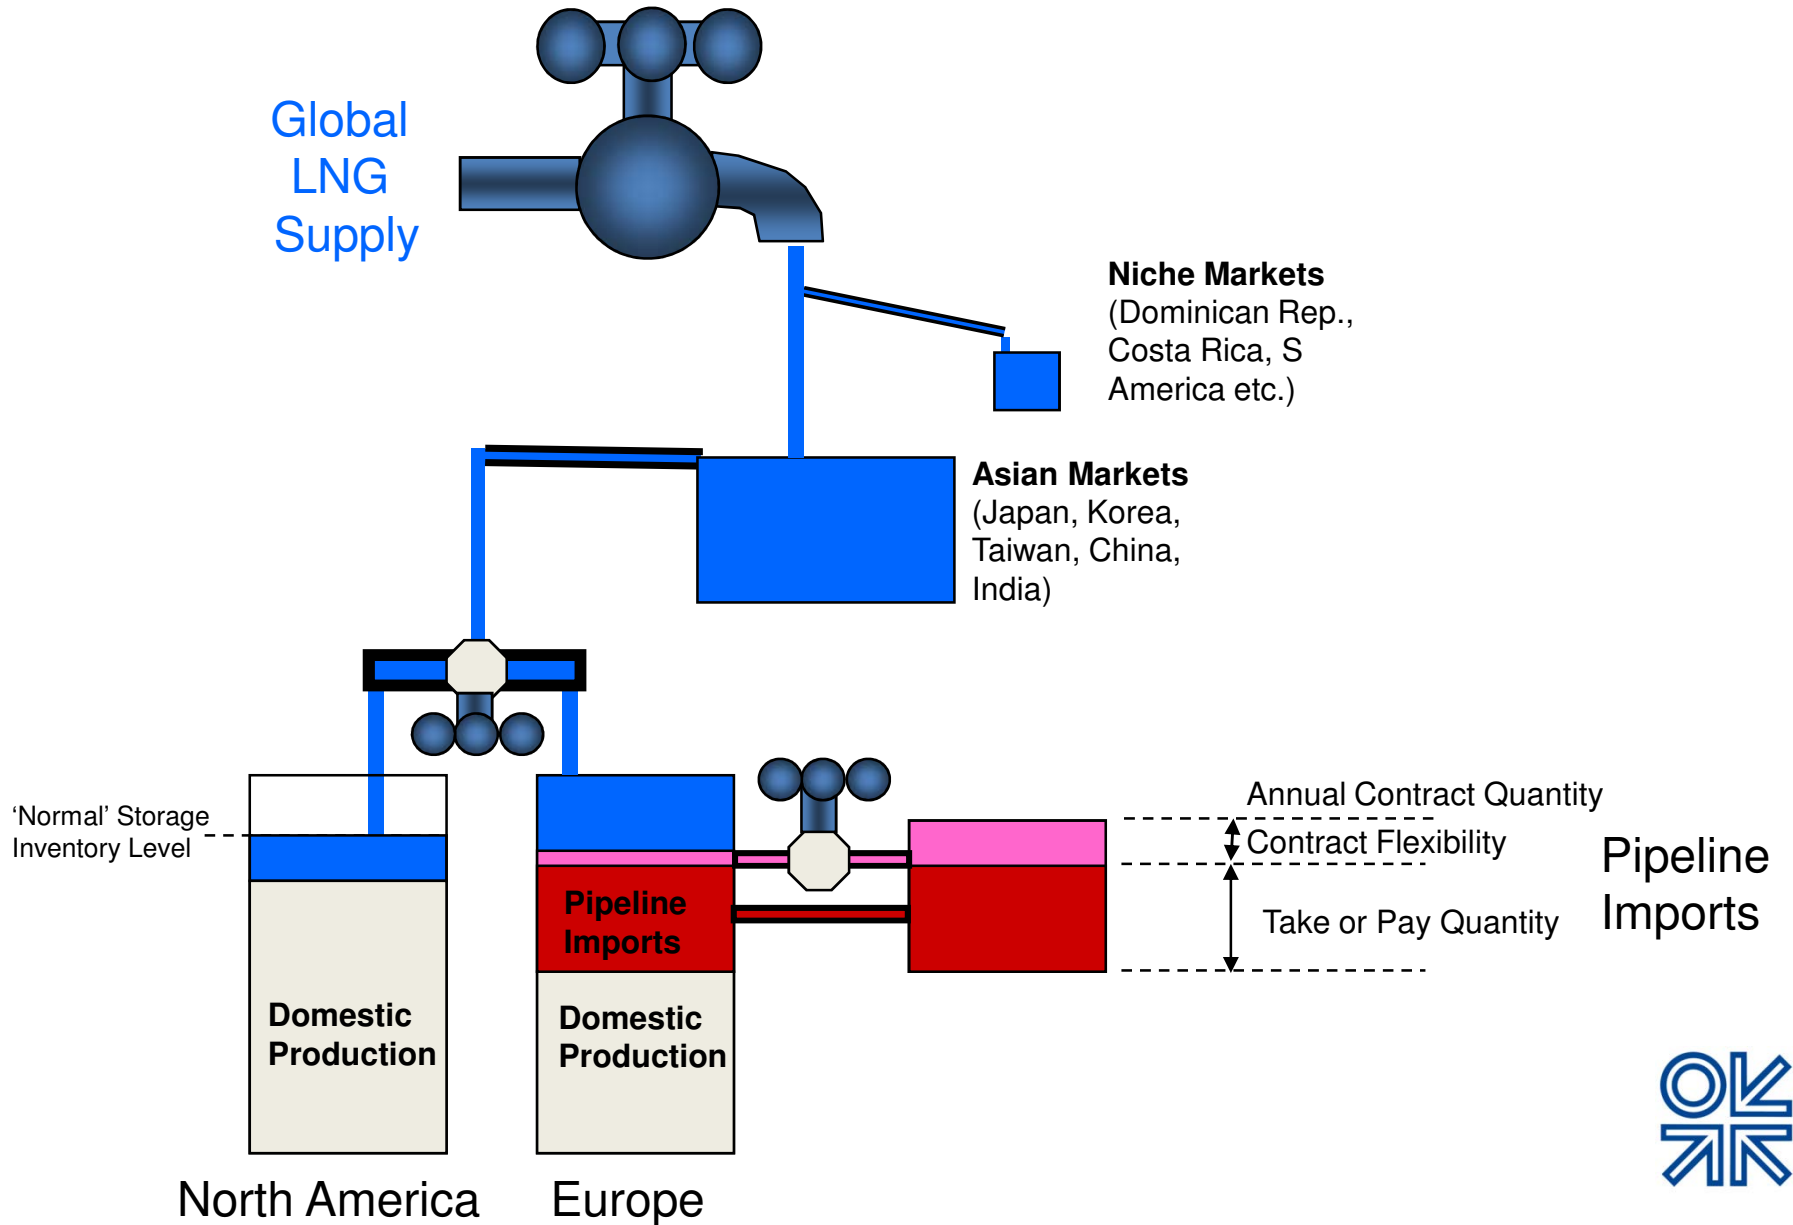 Global
LNG
Supply
Niche Markets
(Dominican Rep.,
Costa Rica, S
America etc.)
Asian Markets
(Japan, Korea,
Taiwan, China,
India)
‘Normal’ Storage
Inventory Level
Annual Contract Quantity
Contract Flexibility
Take or Pay Quantity
Pipeline
Imports
Pipeline
Imports
Domestic
Production
Domestic
Production
North America
Europe